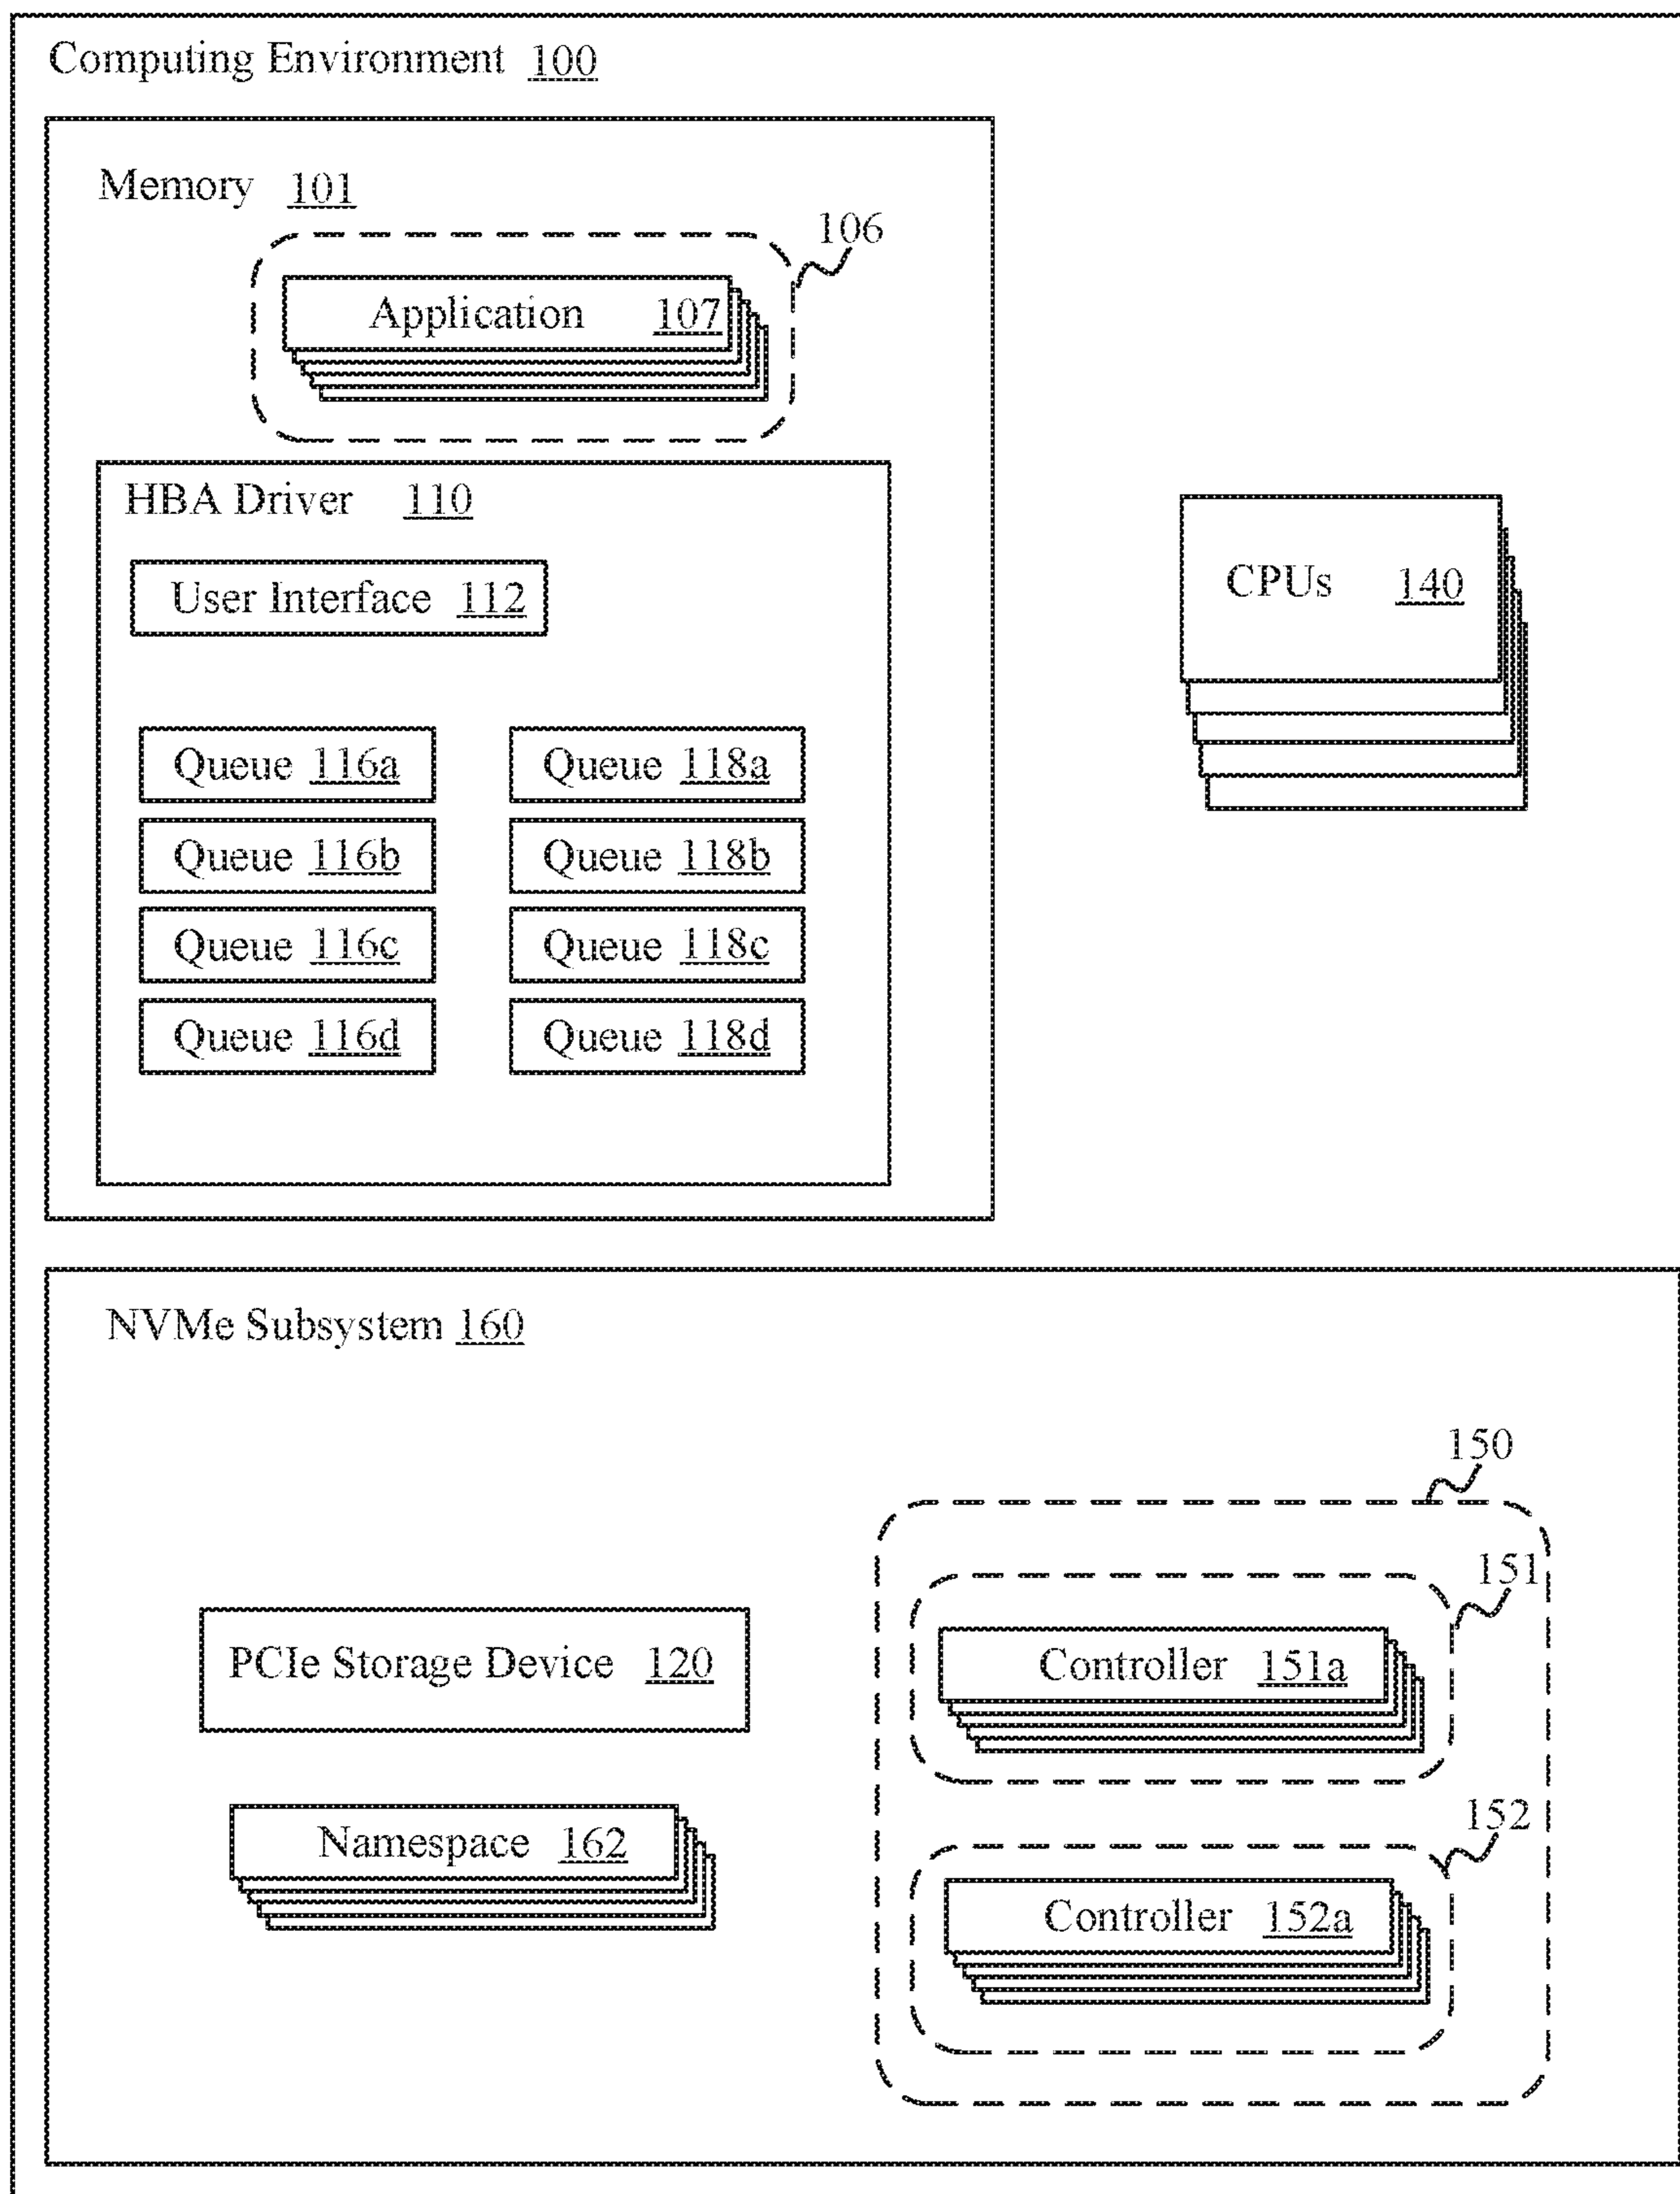 Computing Environment 100
Memory 101
106
Application 107
HBA Driver 110
User Interface 112
CPUs 140
Queue 116a
Queue 118a
Queue 116b
Queue 118b
Queue 116c
Queue 118c
Queue 116d
Queue 118d
NVMe Subsystem 160
150
151
PCIe Storage Device 120
Controller 151a
152
Namespace 162
Controller 152a